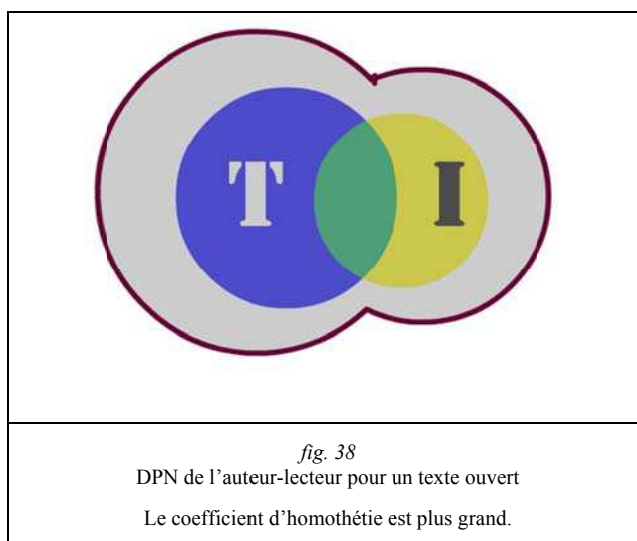 T I
fig. 38
DPN de l’auteur-lecteur pour un texte ouvert
Le coefficient d’homothétie est plus grand.